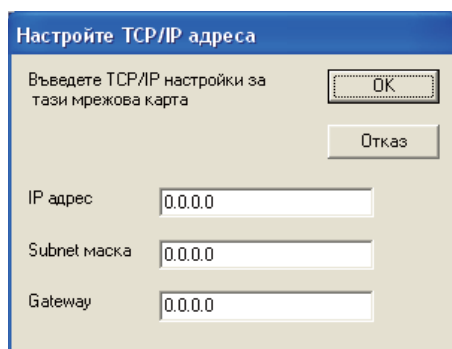 Настройте TCP/IP адреса
Въведете TCP/IP настройки за
тази мрежова карта
OK
Отказ
IP адрес
0.0.0.0
Subnet маска
0.0.0.0
Gateway
0.0.0.0